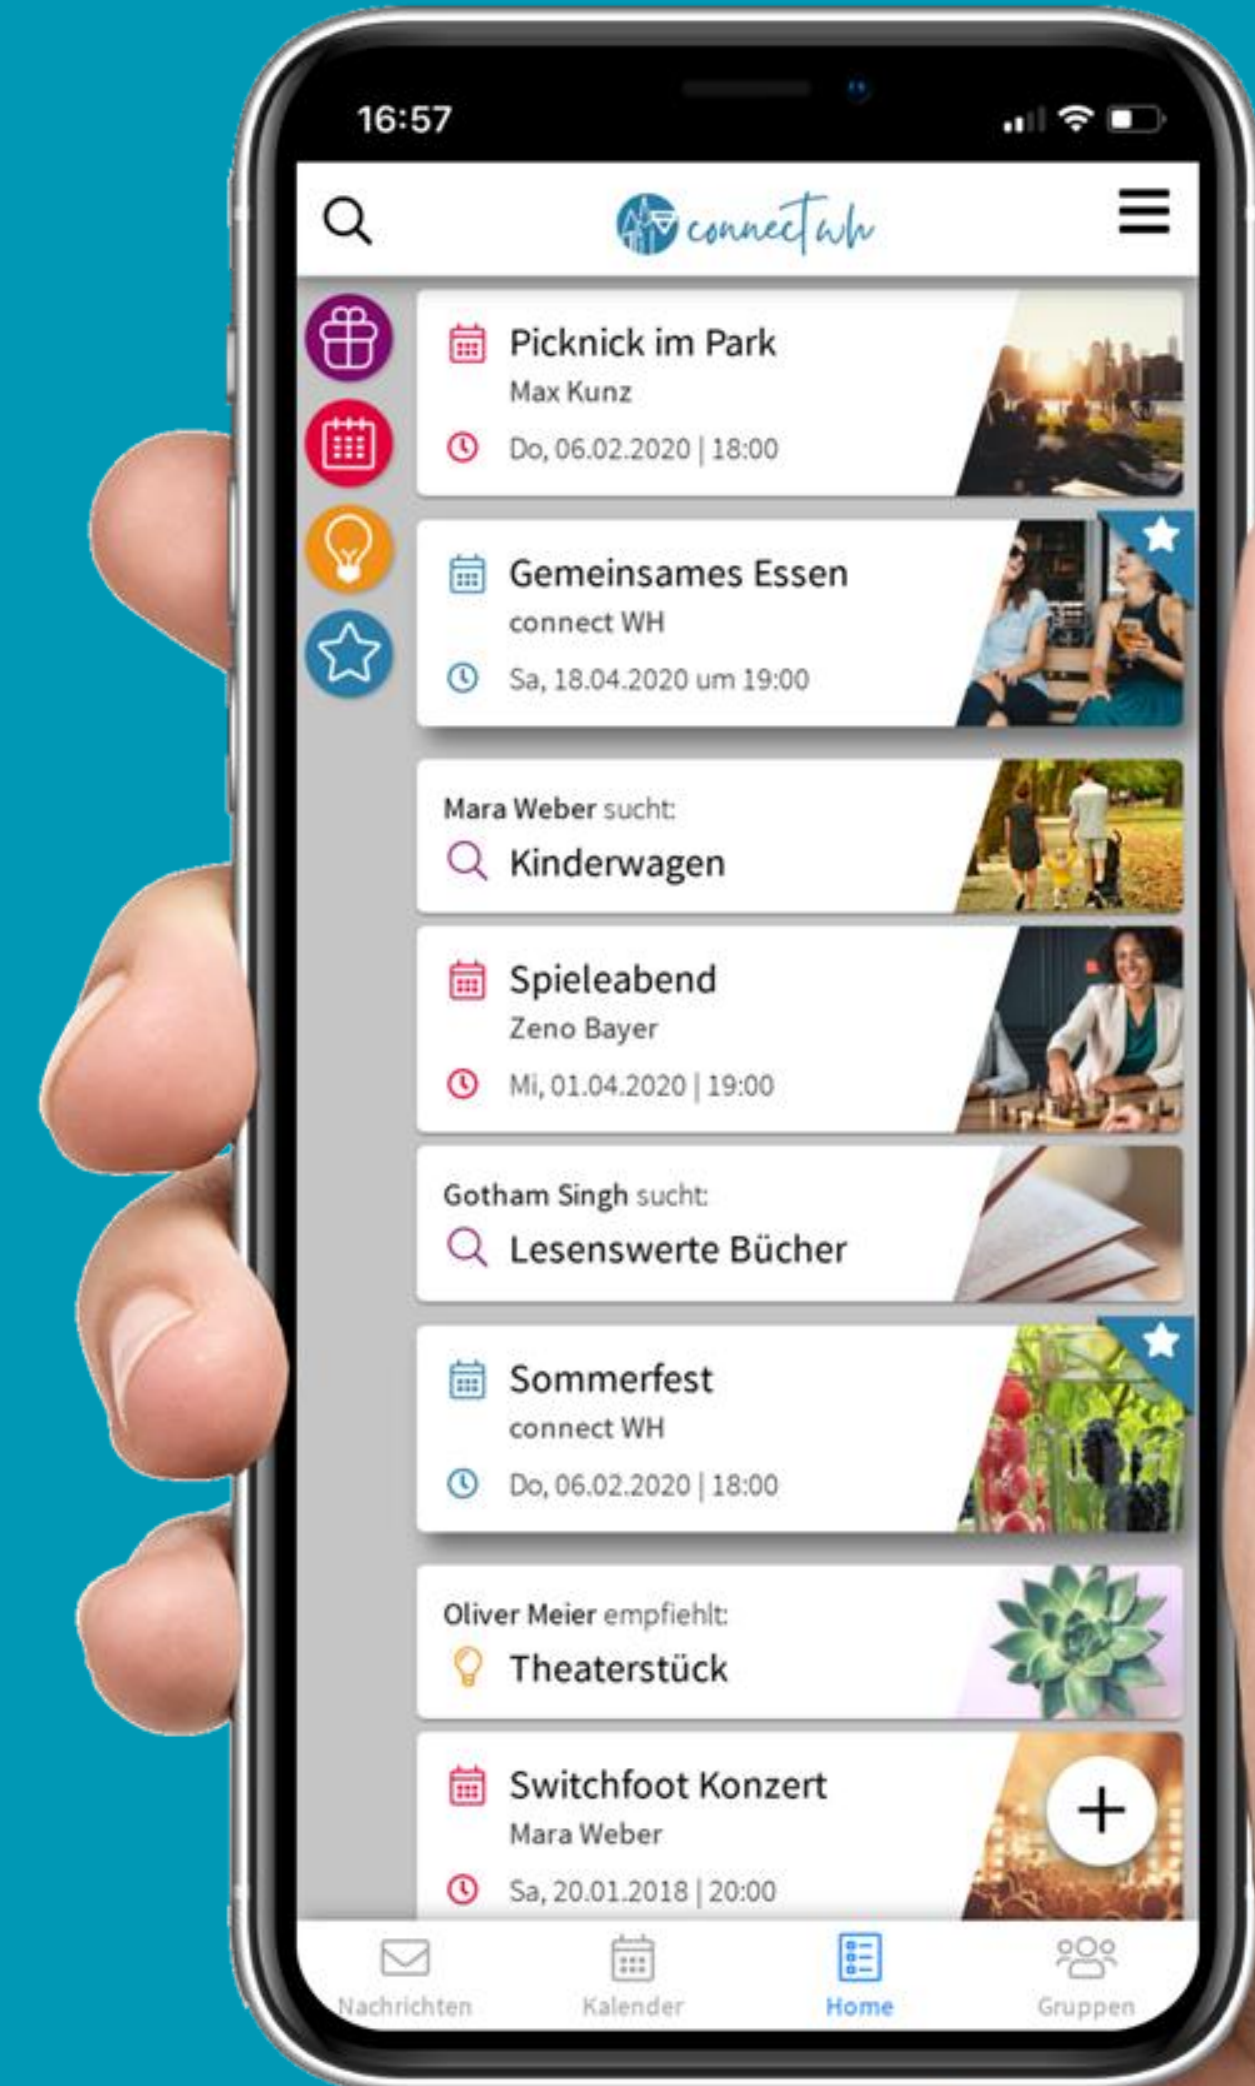 16:57
connect wh
Picknick im Park
Max Kunz
Do, 06.02.2020 | 18:00
Gemeinsames Essen
connect WH
Sa, 18.04.2020 um 19:00
Mara Weber sucht:
Kinderwagen
Spieleabend
Zeno Bayer
Mi, 01.04.2020 | 19:00
Gotham Singh sucht:
Lesenswerte Bücher
Sommerfest
connect WH
Do, 06.02.2020 | 18:00
Oliver Meier empfiehlt:
Theaterstück
Switchfoot Konzert
Mara Weber
Sa, 20.01.2018 | 20:00
Nachrichten
Kalender
Home
Gruppen